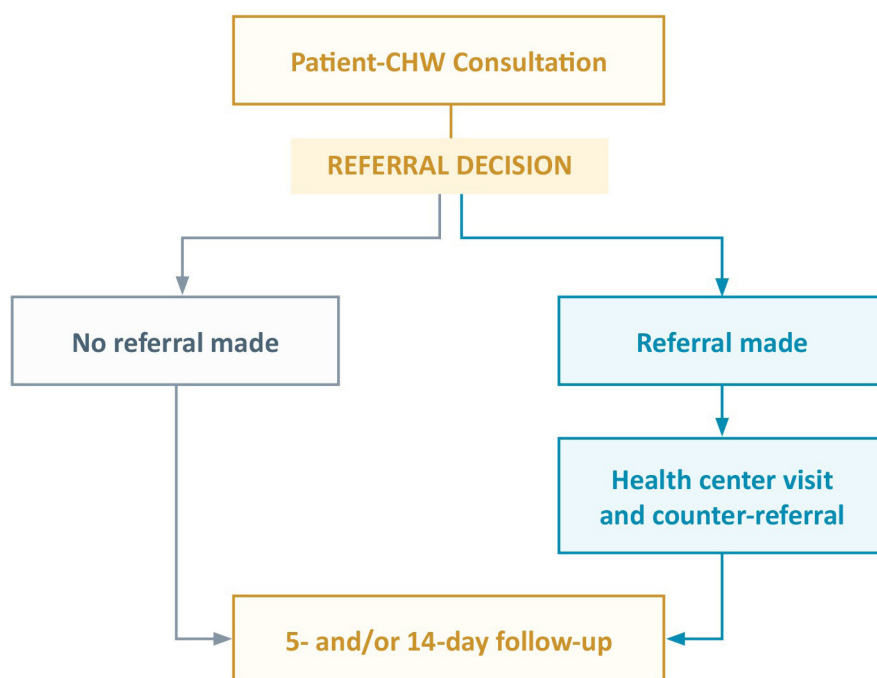 Patient-CHW Consultation
REFERRAL DECISION
No referral made
Referral made
Health center visit
and counter-referral
5- and/or 14-day follow-up